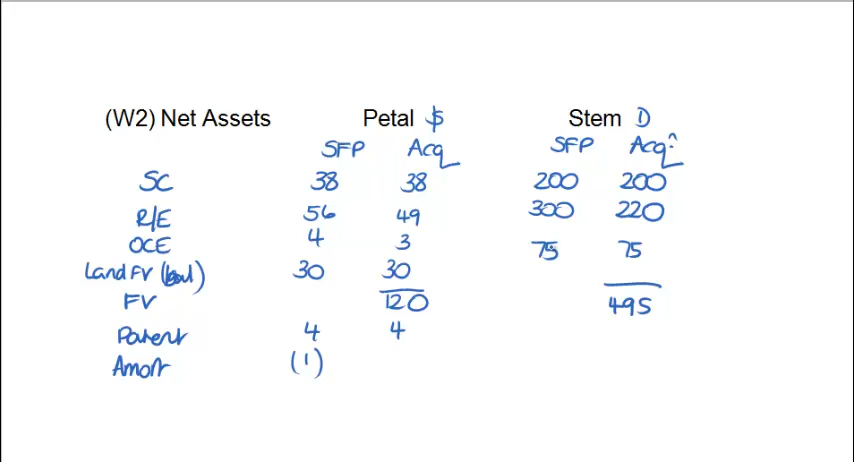 (W2) Net Assets Petal $ Stem D
SFP Acq SFP Acqⁿ
SC 38 38 200 200
R/E 56 49 300 220
OCE 4 3 75 75
Land FV (bal) 30 30
FV 120 495
Patent 4 4
Amort (1)